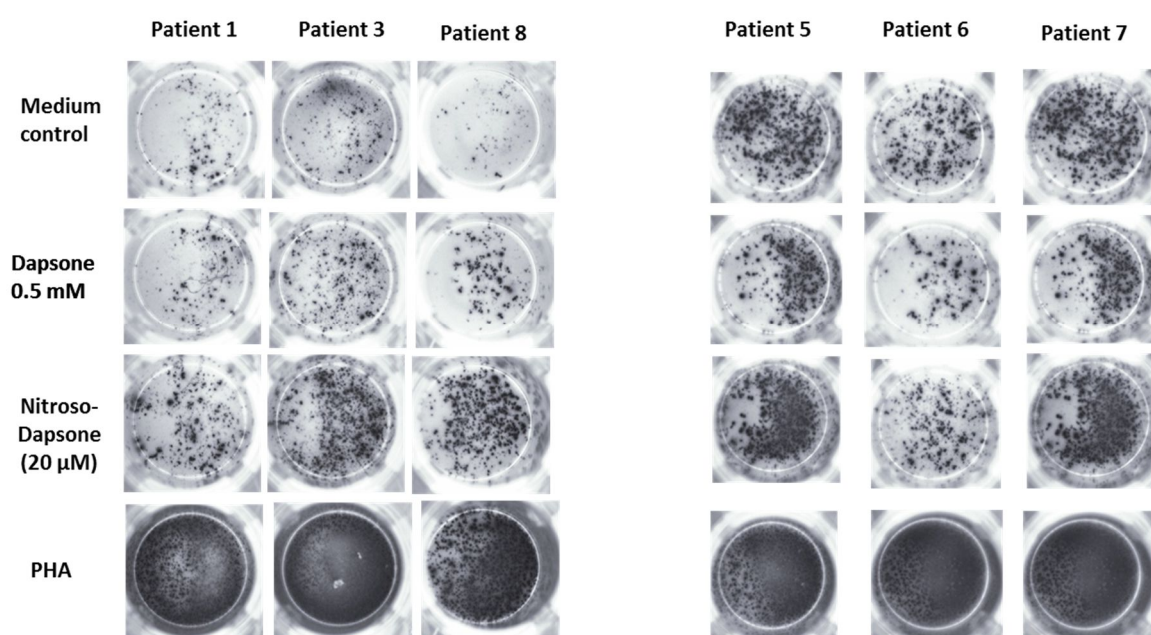 Patient 1 Patient 3 Patient 8 Patient 5 Patient 6 Patient 7
Medium
control
Dapsone
0.5 mM
Nitroso-
Dapsone
(20 µM)
PHA